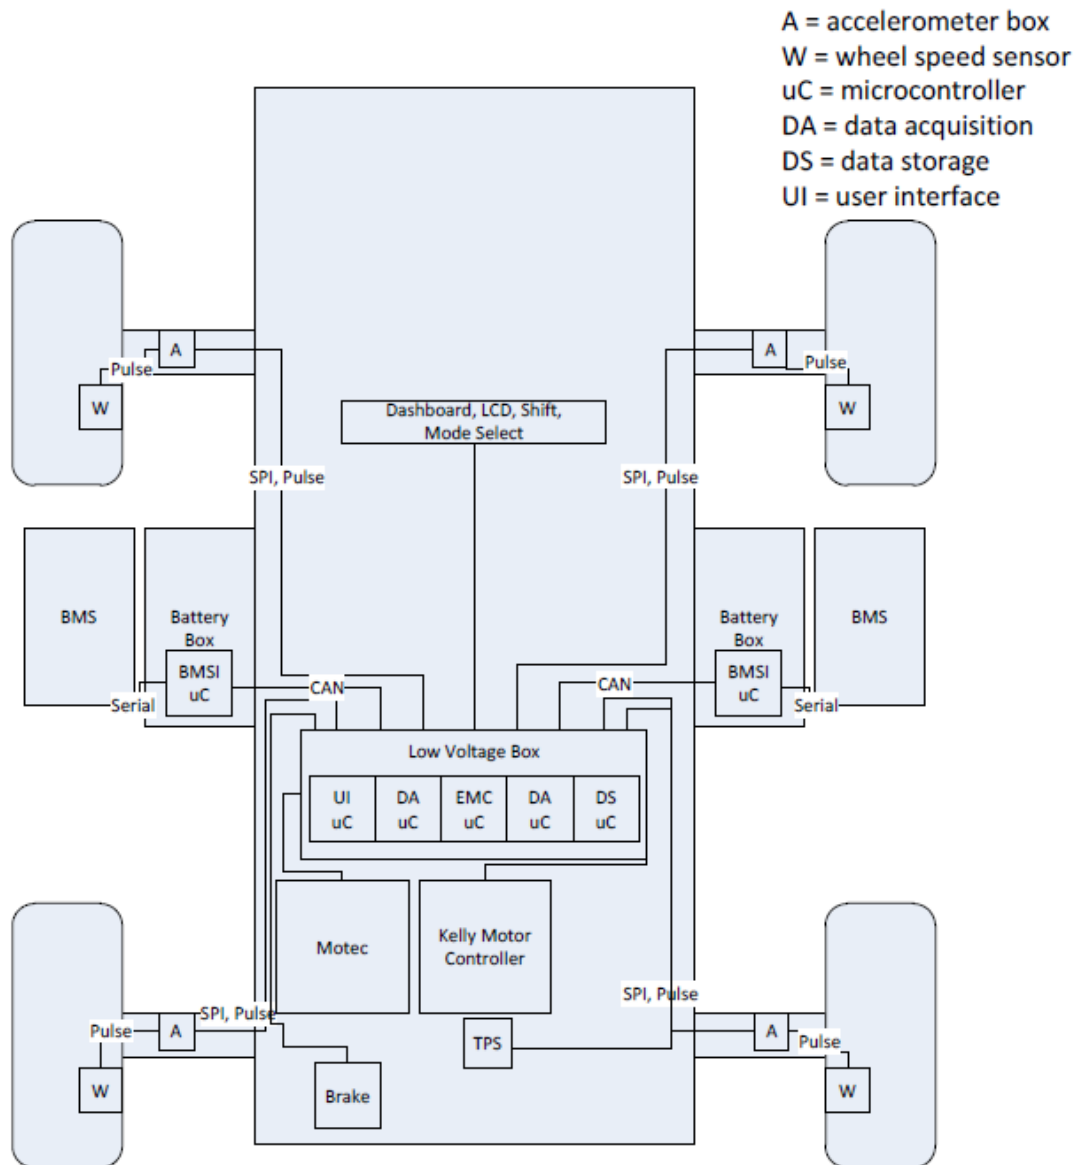 A = accelerometer box
W = wheel speed sensor
uC = microcontroller
DA = data acquisition
DS = data storage
UI = user interface
A
A
Pulse
Pulse
W
W
Dashboard, LCD, Shift,
Mode Select
SPI, Pulse
SPI, Pulse
BMS
Battery
Box
Battery
Box
BMS
BMSI
uC
BMSI
uC
CAN
CAN
Serial
Serial
Low Voltage Box
UI
uC
DA
uC
EMC
uC
DA
uC
DS
uC
Motec
Kelly Motor
Controller
SPI, Pulse
SPI, Pulse
Pulse
A
A
Pulse
TPS
W
Brake
W